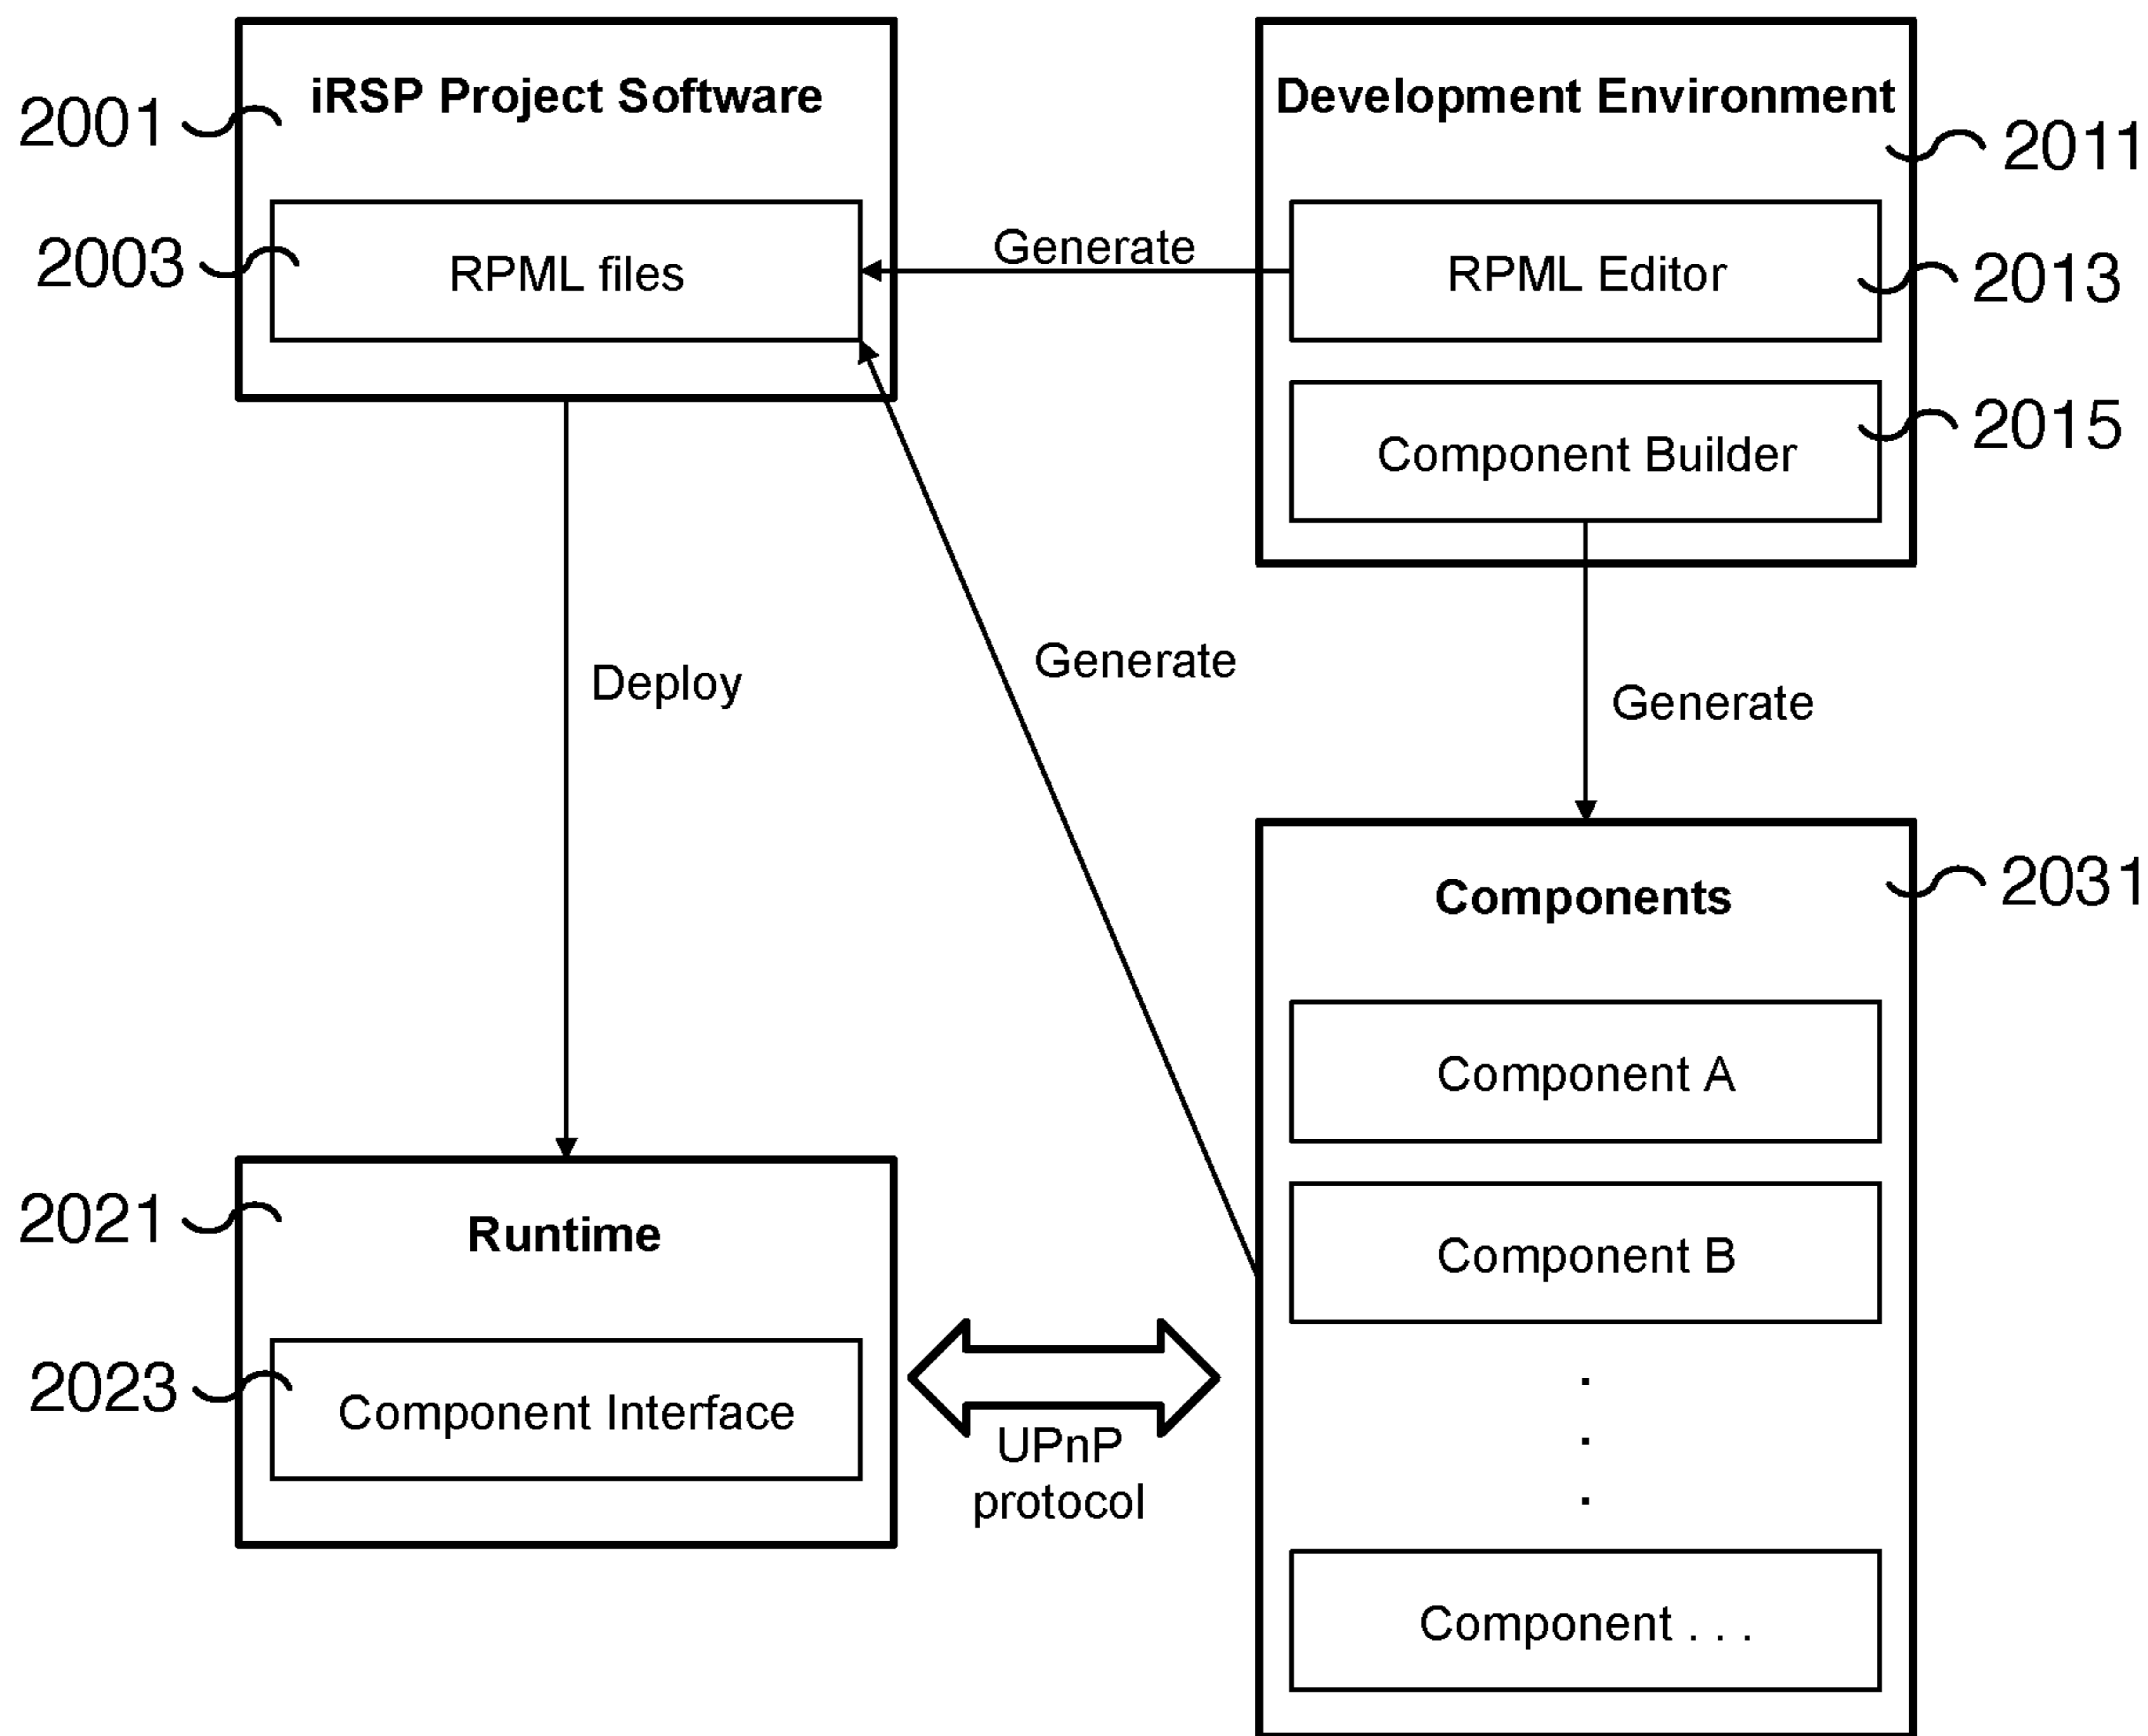 iRSP Project Software
2001
2003
RPML files
Generate
Development Environment
2011
RPML Editor
2013
Component Builder
2015
Deploy
Generate
Generate
Components
2031
Component A
Component B
.
.
.
Component . . .
2021
Runtime
2023
Component Interface
UPnP
protocol